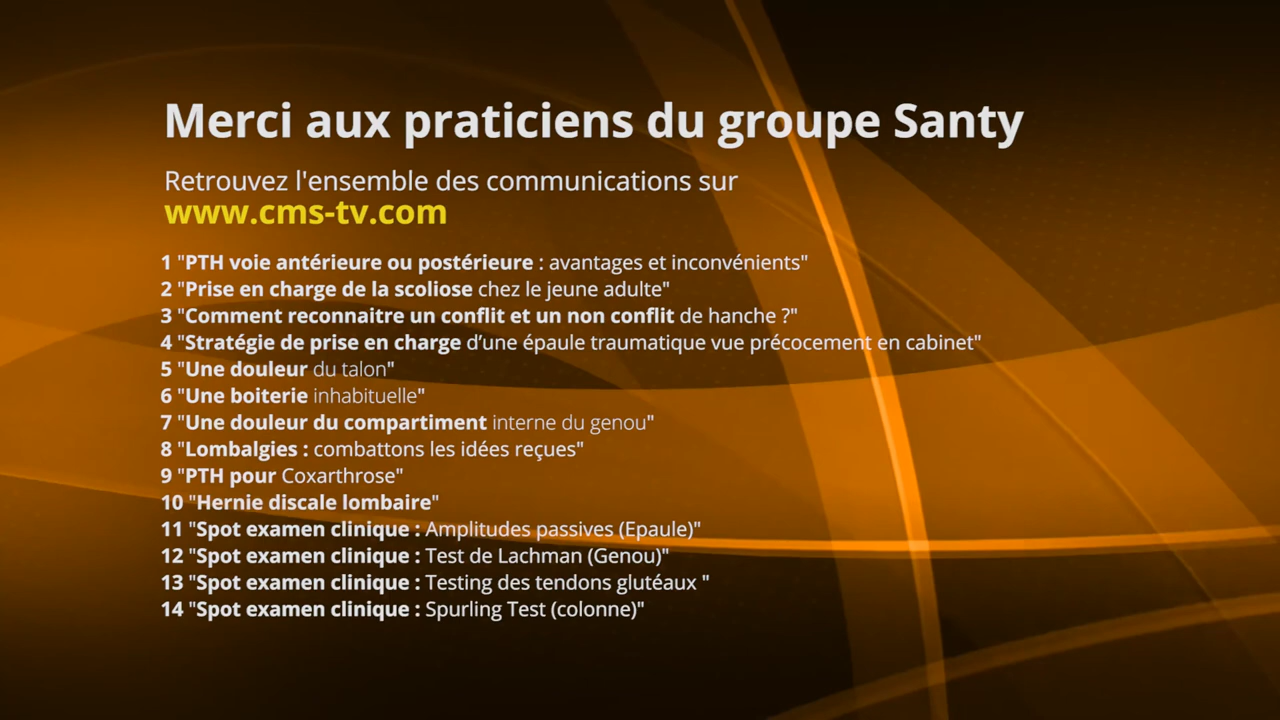 Merci aux praticiens du groupe Santy
Retrouvez l'ensemble des communications sur
www.cms-tv.com
1 "PTH voie antérieure ou postérieure : avantages et inconvénients"
2 "Prise en charge de la scoliose chez le jeune adulte"
3 "Comment reconnaitre un conflit et un non conflit de hanche ?"
4 "Stratégie de prise en charge d’une épaule traumatique vue précocement en cabinet"
5 "Une douleur du talon"
6 "Une boiterie inhabituelle"
7 "Une douleur du compartiment interne du genou"
8 "Lombalgies : combattons les idées reçues"
9 "PTH pour Coxarthrose"
10 "Hernie discale lombaire"
11 "Spot examen clinique : Amplitudes passives (Epaule)"
12 "Spot examen clinique : Test de Lachman (Genou)"
13 "Spot examen clinique : Testing des tendons glutéaux "
14 "Spot examen clinique : Spurling Test (colonne)"